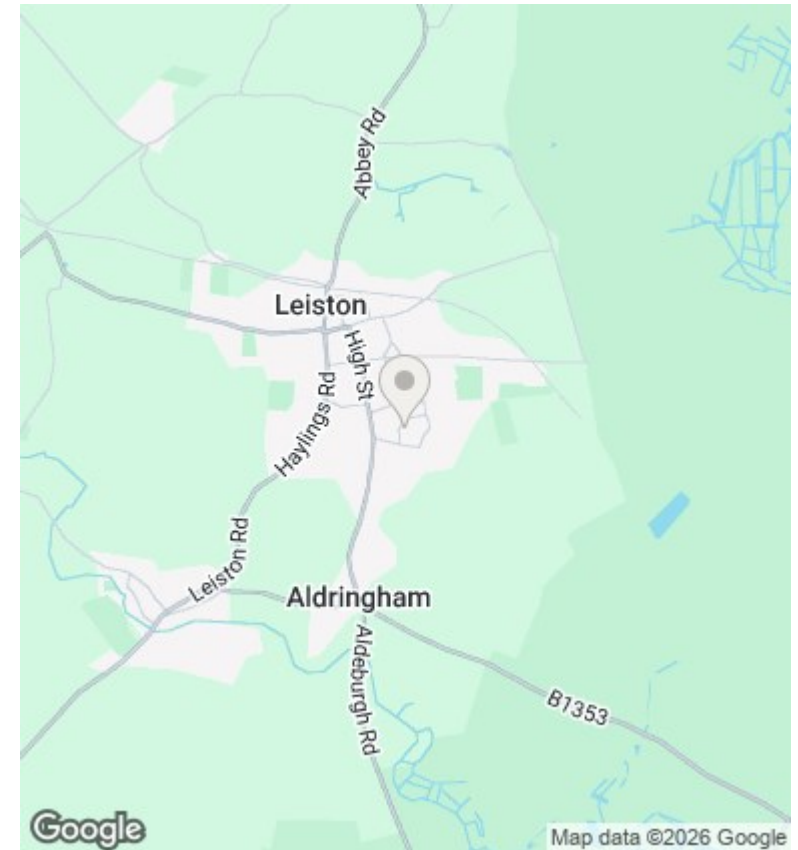 Abbey Rd
Leiston
High St
Haylings Rd
Leiston Rd
Aldringham
Aldeburgh Rd
B1353
Google
Map data ©2026 Google